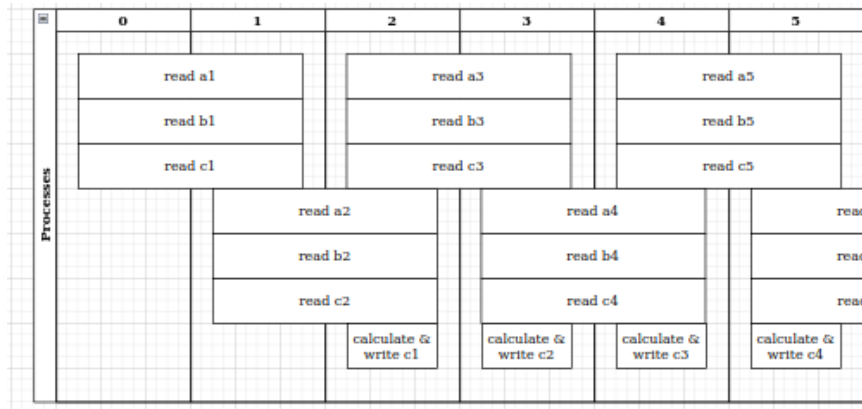 0 1 2 3 4 5
Processes
read a1 read a3 read a5
read b1 read b3 read b5
read c1 read c3 read c5
read a2 read a4
read b2 read b4
read c2 read c4
calculate & calculate & calculate & calculate &
write c1 write c2 write c3 write c4